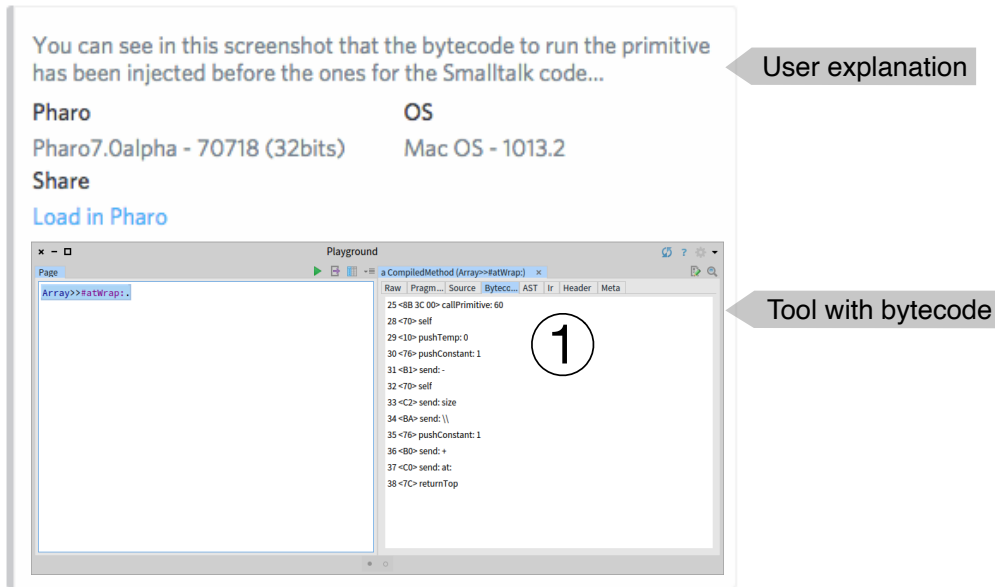 You can see in this screenshot that the bytecode to run the primitive
has been injected before the ones for the Smalltalk code...
User explanation
Pharo OS
Pharo7.0alpha - 70718 (32bits) Mac OS - 1013.2
Share
Load in Pharo
Playground
Page
a CompiledMethod (Array>>#atWrap:) ×
Raw Pragm... Source Bytec... AST Ir Header Meta
Array>>#atWrap:.
25 <8B 3C 00> callPrimitive: 60
28 <70> self
29 <10> pushTemp: 0
30 <76> pushConstant: 1
31 <B1> send: -
32 <70> self
33 <C2> send: size
34 <BA> send: \\
35 <76> pushConstant: 1
36 <B0> send: +
37 <C0> send: at:
38 <7C> returnTop
1
Tool with bytecode